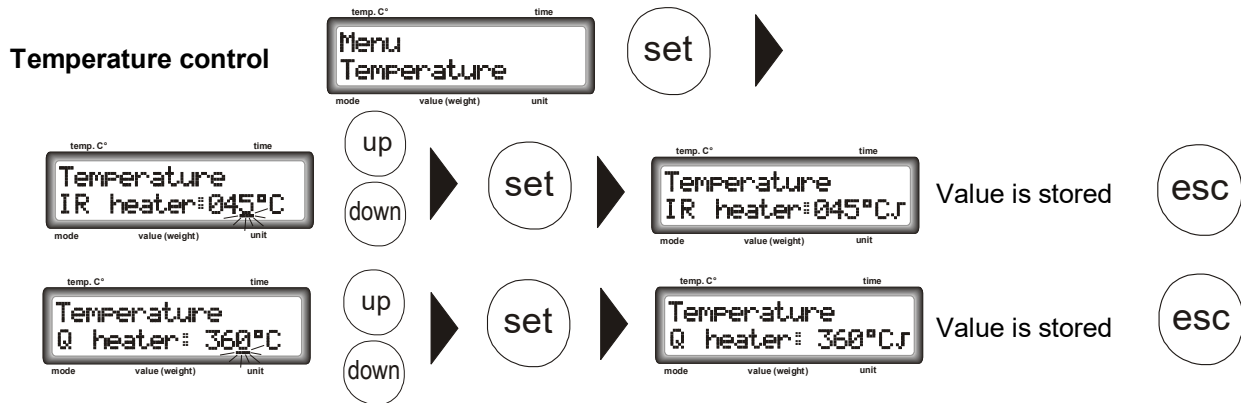 temp. C° time
Temperature control
Menu
Temperature
set
mode value (weight) unit
temp. C° time
Temperature
IR heater:045°C
mode value (weight) unit
up
down
set
temp. C° time
Temperature
IR heater:045°C
mode value (weight) unit
Value is stored
esc
temp. C° time
Temperature
Q heater: 360°C
mode value (weight) unit
up
down
set
temp. C° time
Temperature
Q heater: 360°C
mode value (weight) unit
Value is stored
esc